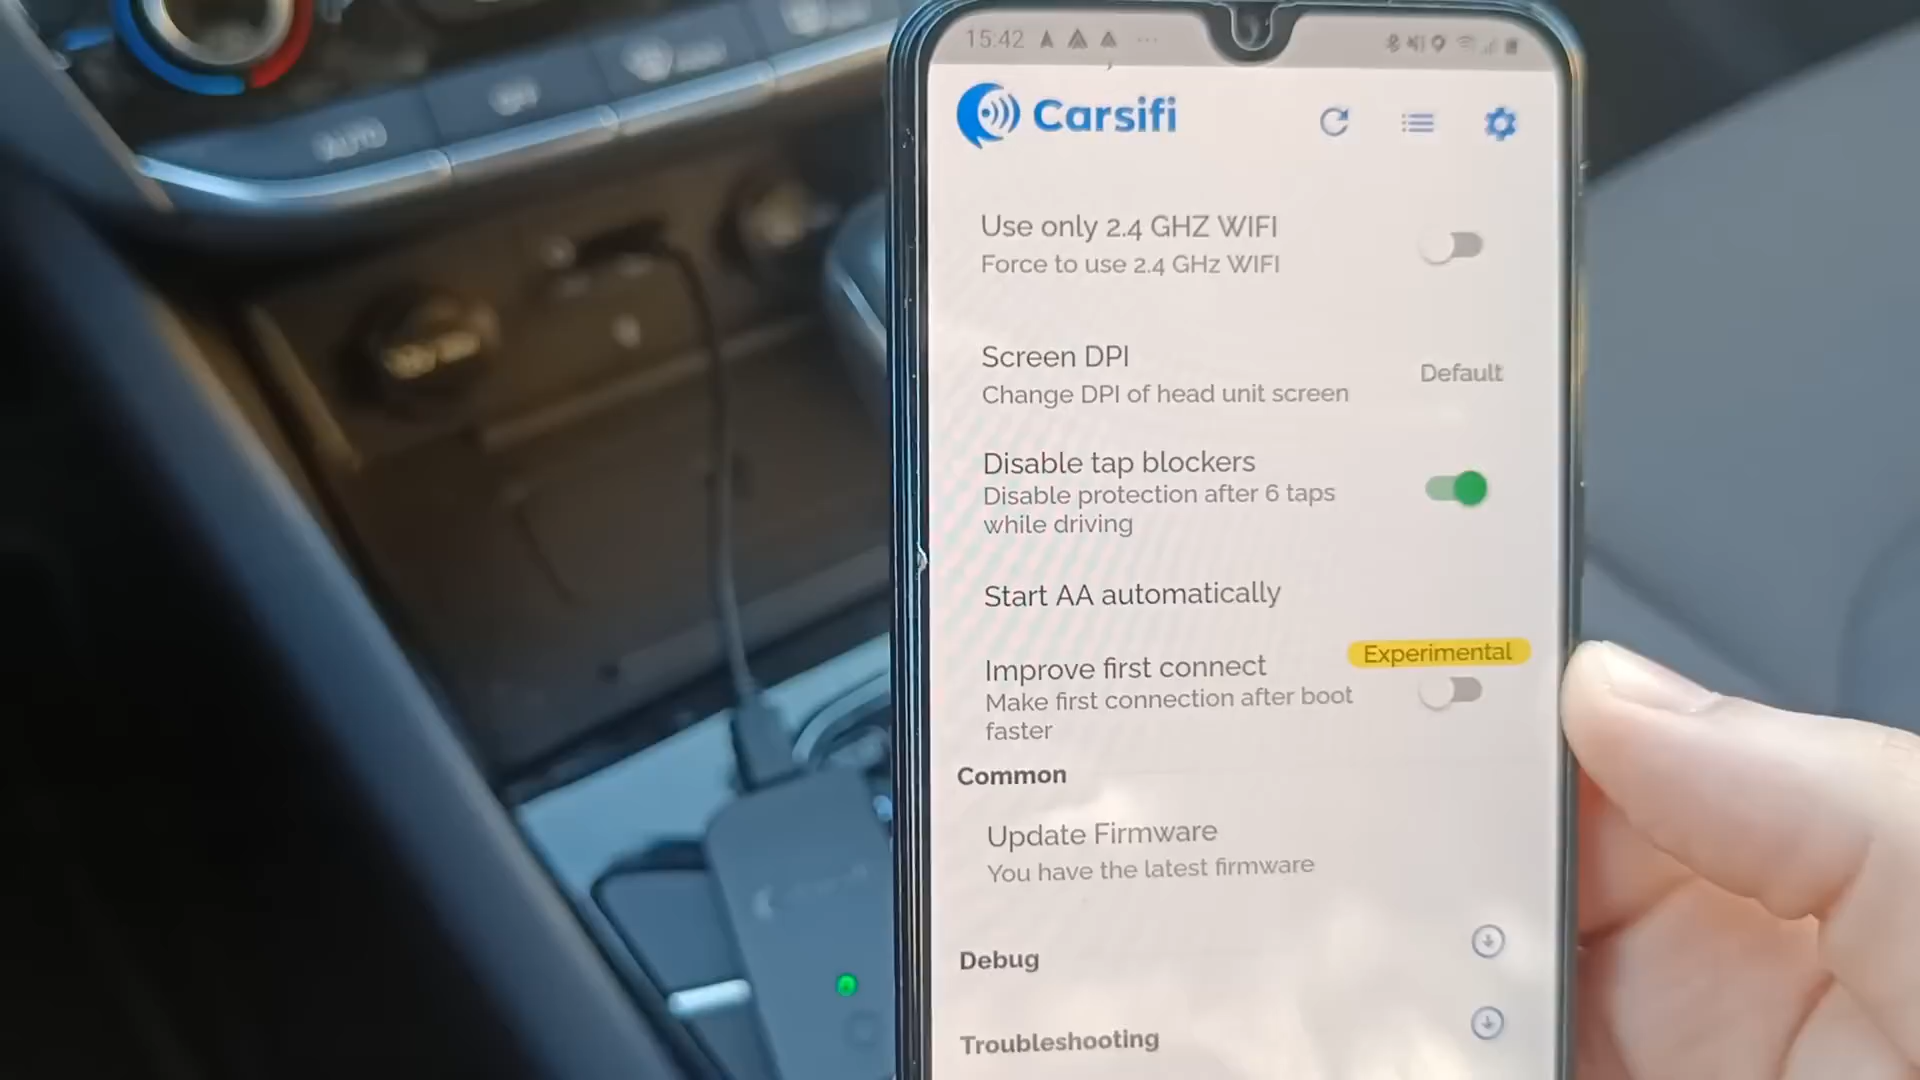 15:42
Carsifi
Use only 2.4 GHZ WIFI
Force to use 2.4 GHz WIFI
Screen DPI
Default
Change DPI of head unit screen
Disable tap blockers
Disable protection after 6 taps
while driving
Start AA automatically
Experimental
Improve first connect
Make first connection after boot
faster
Common
Update Firmware
You have the latest firmware
Debug
Troubleshooting
AUTO
OFF